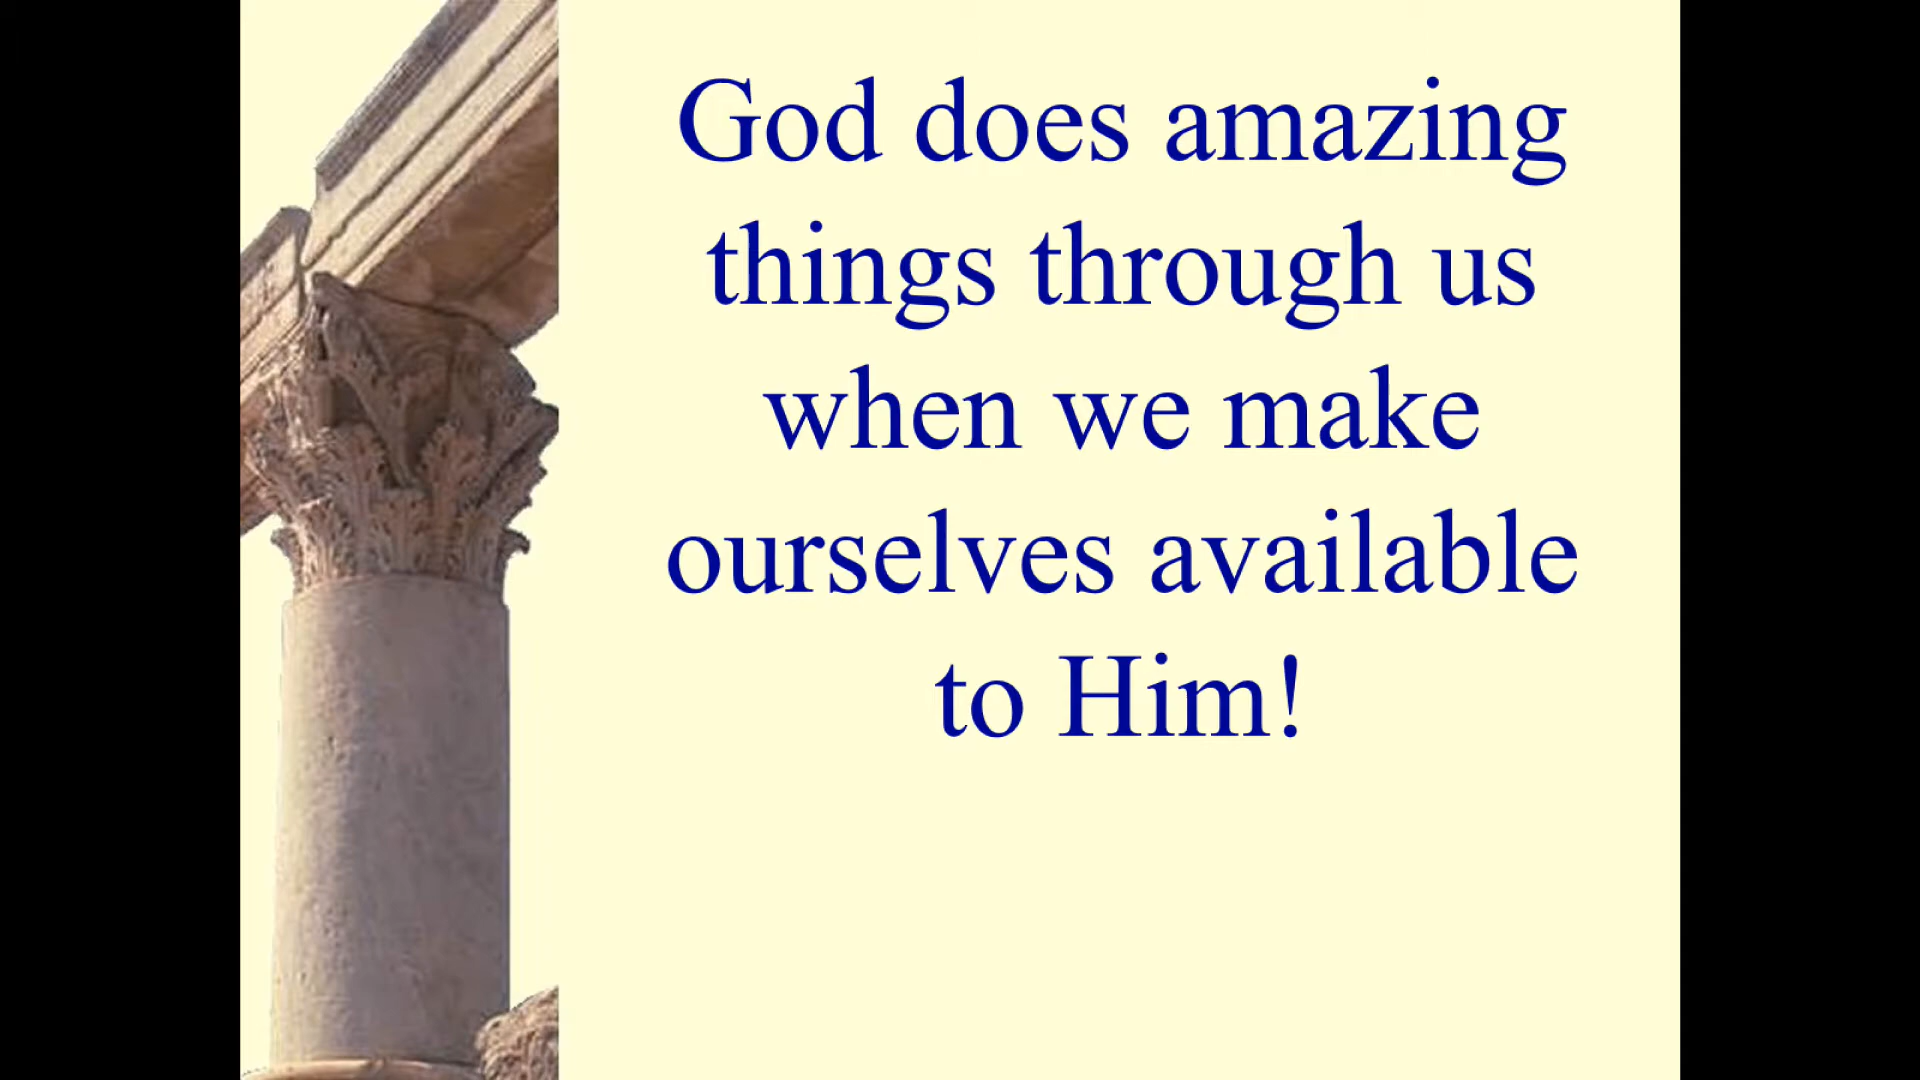 God does amazing
things through us
when we make
ourselves available
to Him!